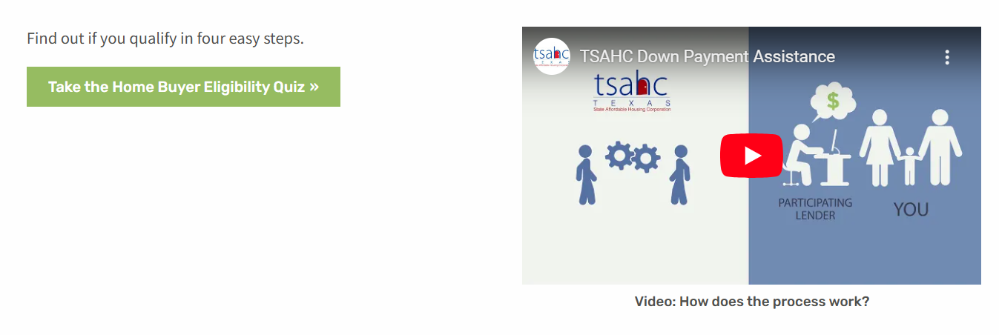 Find out if you qualify in four easy steps.
Take the Home Buyer Eligibility Quiz »
TSAHC Down Payment Assistance
tsahc
TEXAS
State Affordable Housing Corporation
$
PARTICIPATING
LENDER
YOU
Video: How does the process work?